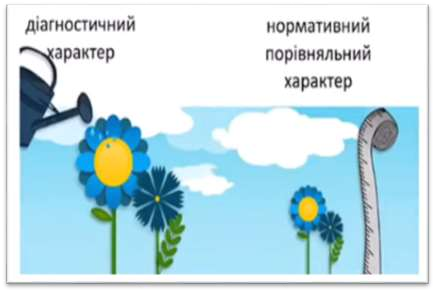 діагностичний
характер
нормативний
порівняльний
характер